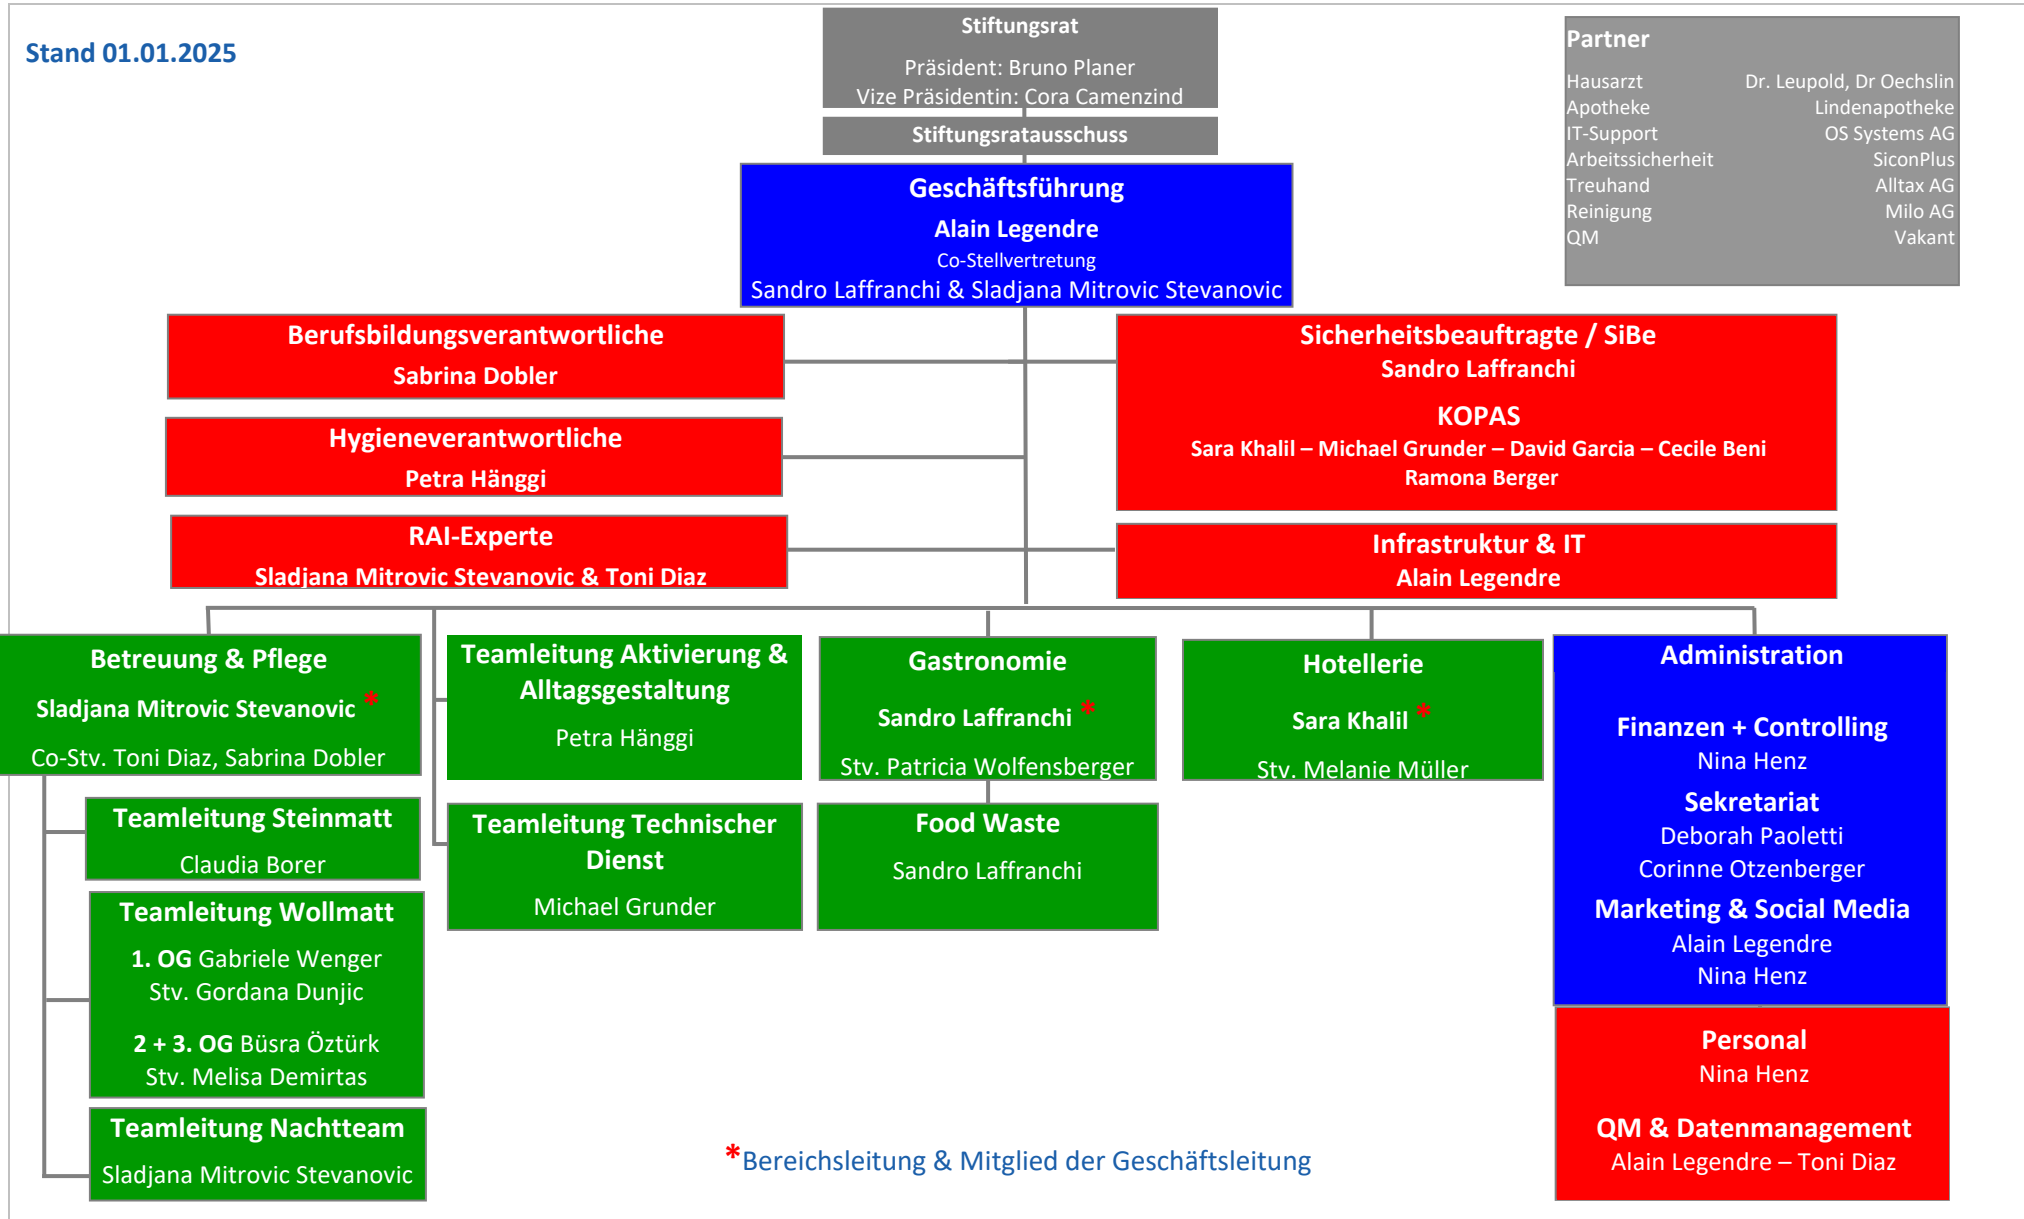 Stand 01.01.2025
Stiftungsrat
Präsident: Bruno Planer
Vize Präsidentin: Cora Camenzind
Stiftungsratausschuss
Geschäftsführung
Alain Legendre
Co-Stellvertretung
Sandro Laffranchi & Sladjana Mitrovic Stevanovic
Partner
Hausarzt Dr. Leupold, Dr Oechslin
Apotheke Lindenapotheke
IT-Support OS Systems AG
Arbeitssicherheit SiconPlus
Treuhand Alltax AG
Reinigung Milo AG
QM Vakant
Berufsbildungsverantwortliche
Sabrina Dobler
Sicherheitsbeauftragte / SiBe
Sandro Laffranchi
KOPAS
Sara Khalil – Michael Grunder – David Garcia – Cecile Beni
Ramona Berger
Hygieneverantwortliche
Petra Hänggi
RAI-Experte
Sladjana Mitrovic Stevanovic & Toni Diaz
Infrastruktur & IT
Alain Legendre
Betreuung & Pflege
Sladjana Mitrovic Stevanovic *
Co-Stv. Toni Diaz, Sabrina Dobler
Teamleitung Steinmatt
Claudia Borer
Teamleitung Wollmatt
1. OG Gabriele Wenger
Stv. Gordana Dunjic
2 + 3. OG Büsra Öztürk
Stv. Melisa Demirtas
Teamleitung Nachtteam
Sladjana Mitrovic Stevanovic
Teamleitung Aktivierung &
Alltagsgestaltung
Petra Hänggi
Teamleitung Technischer
Dienst
Michael Grunder
Gastronomie
Sandro Laffranchi *
Stv. Patricia Wolfensberger
Food Waste
Sandro Laffranchi
Hotellerie
Sara Khalil *
Stv. Melanie Müller
Administration
Finanzen + Controlling
Nina Henz
Sekretariat
Deborah Paoletti
Corinne Otzenberger
Marketing & Social Media
Alain Legendre
Nina Henz
Personal
Nina Henz
QM & Datenmanagement
Alain Legendre – Toni Diaz
*Bereichsleitung & Mitglied der Geschäftsleitung